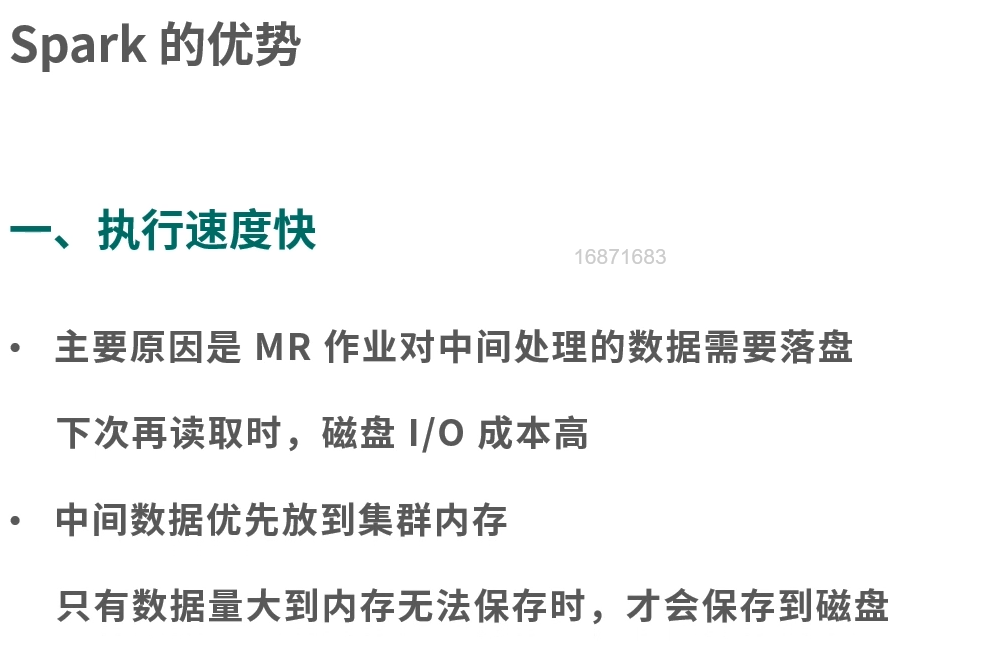 Spark 的优势
一、执行速度快
16871683
• 主要原因是 MR 作业对中间处理的数据需要落盘
下次再读取时，磁盘 I/O 成本高
• 中间数据优先放到集群内存
只有数据量大到内存无法保存时，才会保存到磁盘